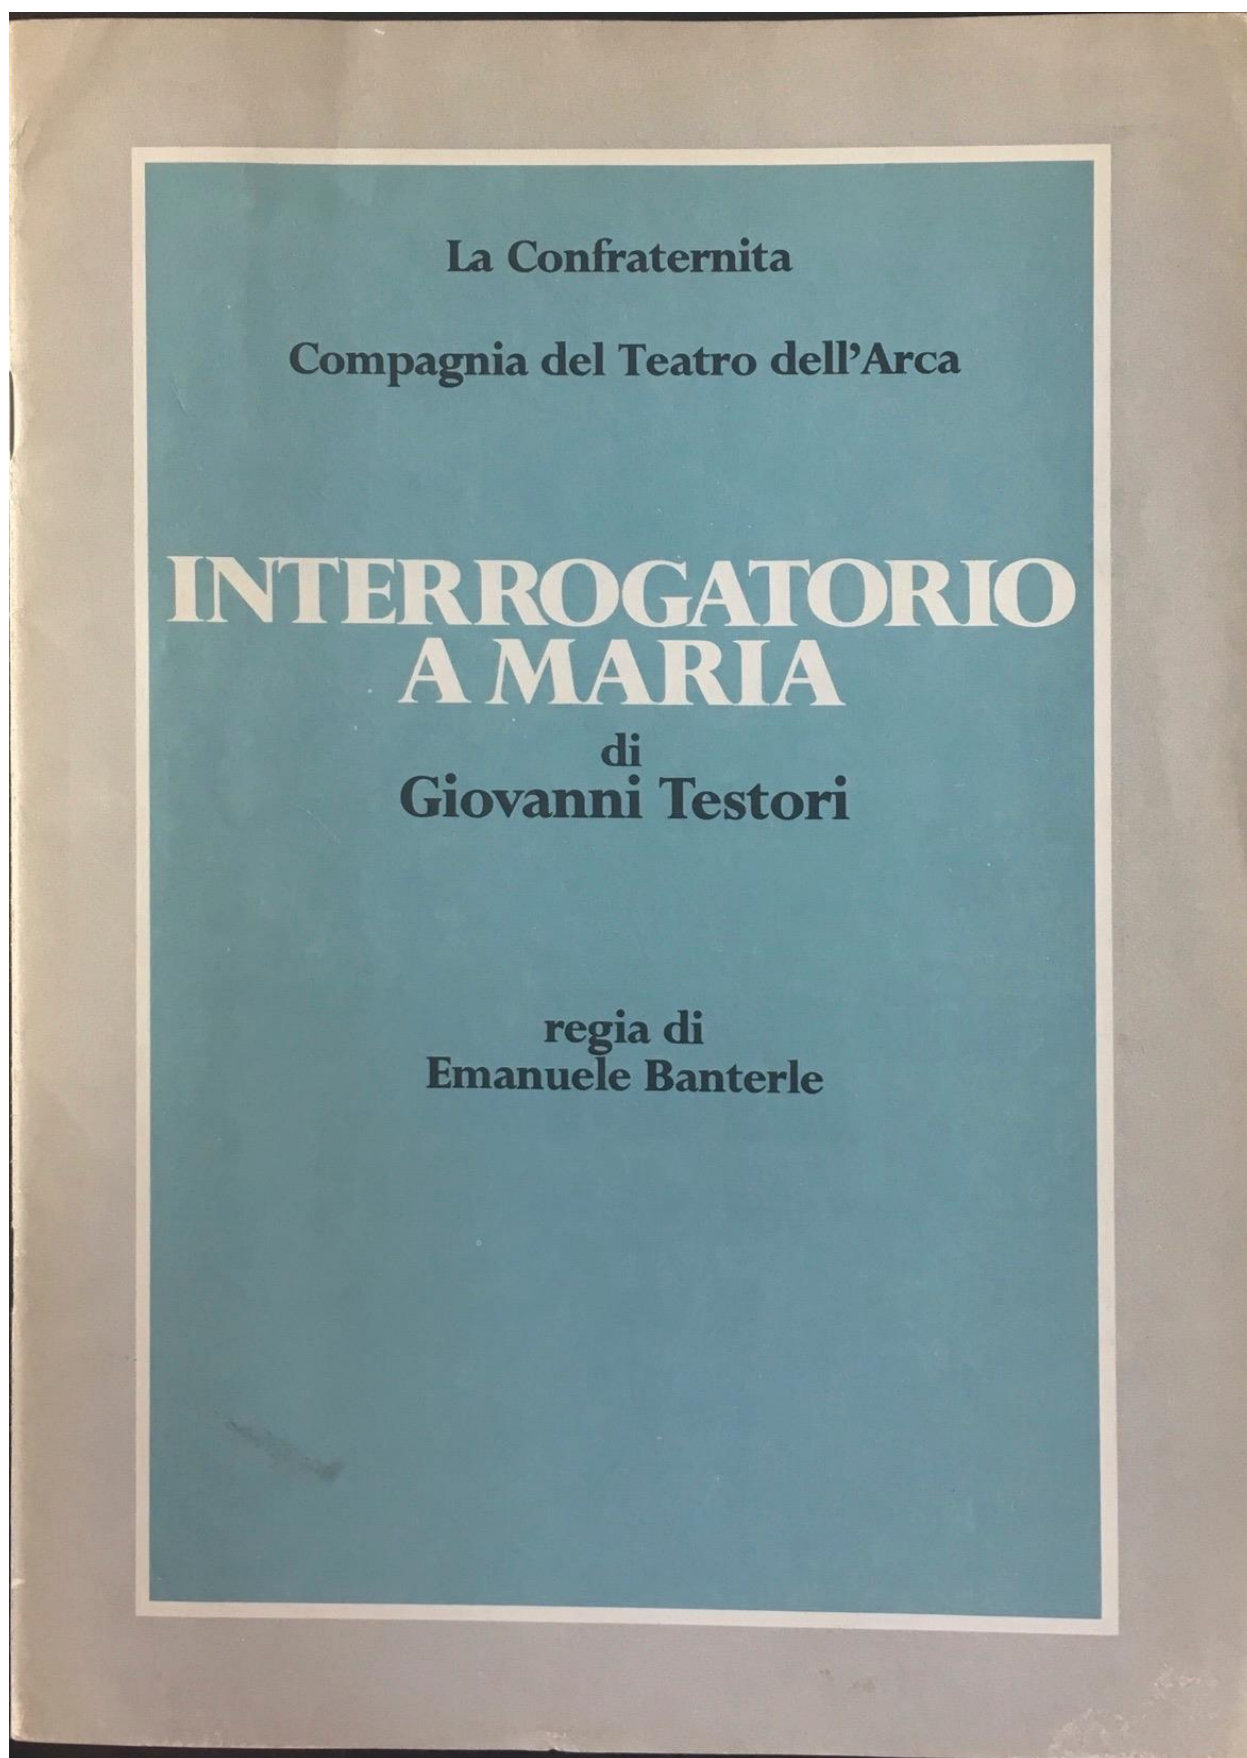 La Confraternita
Compagnia del Teatro dell'Arca
INTERROGATORIO
A MARIA
di
Giovanni Testori
regia di
Emanuele Banterle